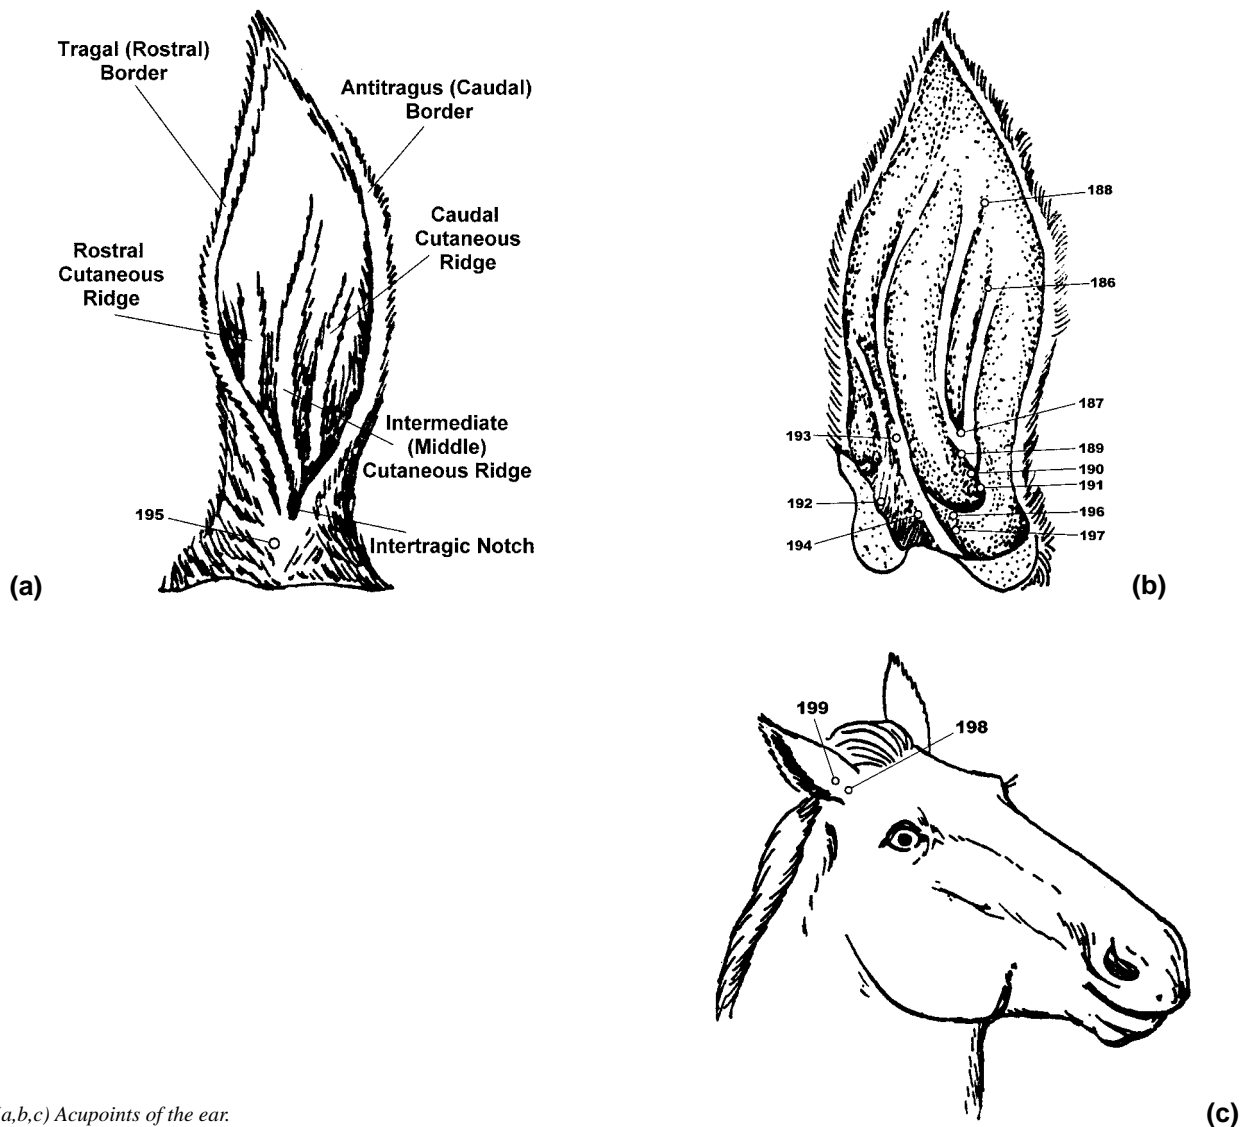 Tragal (Rostral)
Border
Antitragus (Caudal)
Border
Caudal
Cutaneous
Ridge
Rostral
Cutaneous
Ridge
Intermediate
(Middle)
Cutaneous Ridge
195
Intertragic Notch
(a)
188
186
187
193
189
190
191
192
196
194
197
(b)
199
198
a,b,c) Acupoints of the ear.
(c)